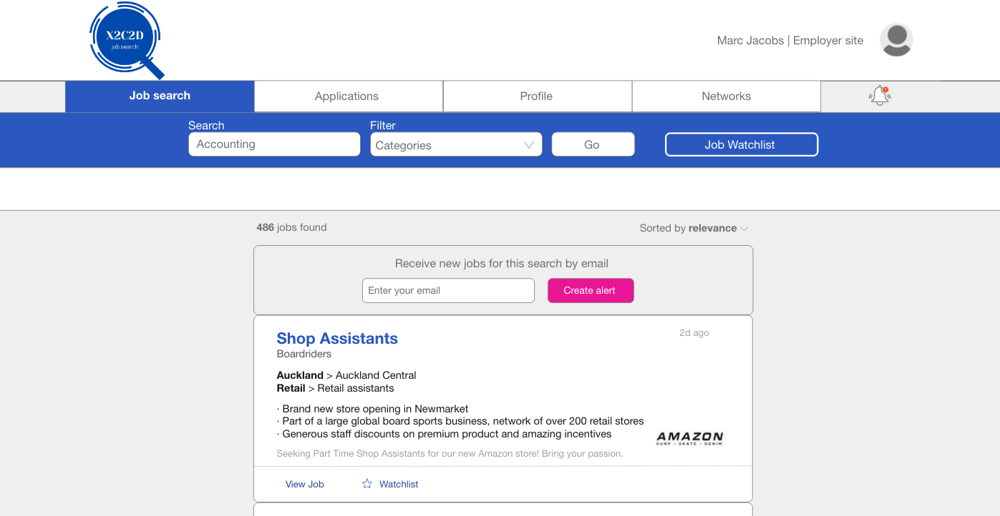 X2C2D
job search
Marc Jacobs | Employer site
Job search
Applications
Profile
Networks
Search
Filter
Accounting
Categories
Go
Job Watchlist
486 jobs found
Sorted by relevance
Receive new jobs for this search by email
Enter your email
Create alert
Shop Assistants
2d ago
Boardriders
Auckland > Auckland Central
Retail > Retail assistants
· Brand new store opening in Newmarket
· Part of a large global board sports business, network of over 200 retail stores
· Generous staff discounts on premium product and amazing incentives
AMAZON
SURF - SKATE - DENIM
Seeking Part Time Shop Assistants for our new Amazon store! Bring your passion.
View Job
Watchlist